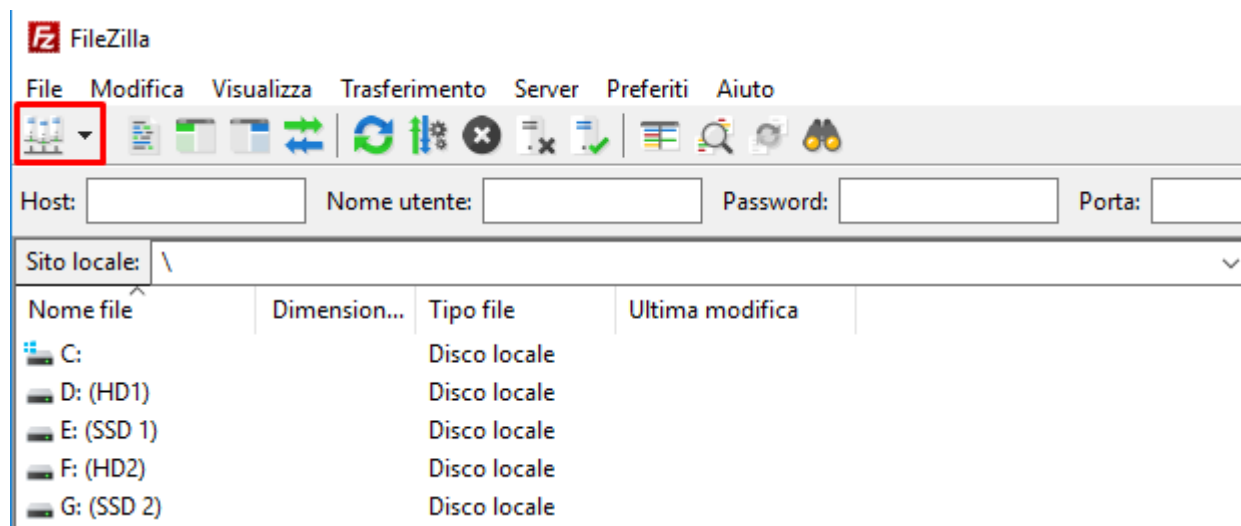 FileZilla
File Modifica Visualizza Trasferimento Server Preferiti Aiuto
Host: Nome utente: Password: Porta:
Sito locale: \
Nome file Dimension... Tipo file Ultima modifica
C: Disco locale
D: (HD1) Disco locale
E: (SSD 1) Disco locale
F: (HD2) Disco locale
G: (SSD 2) Disco locale